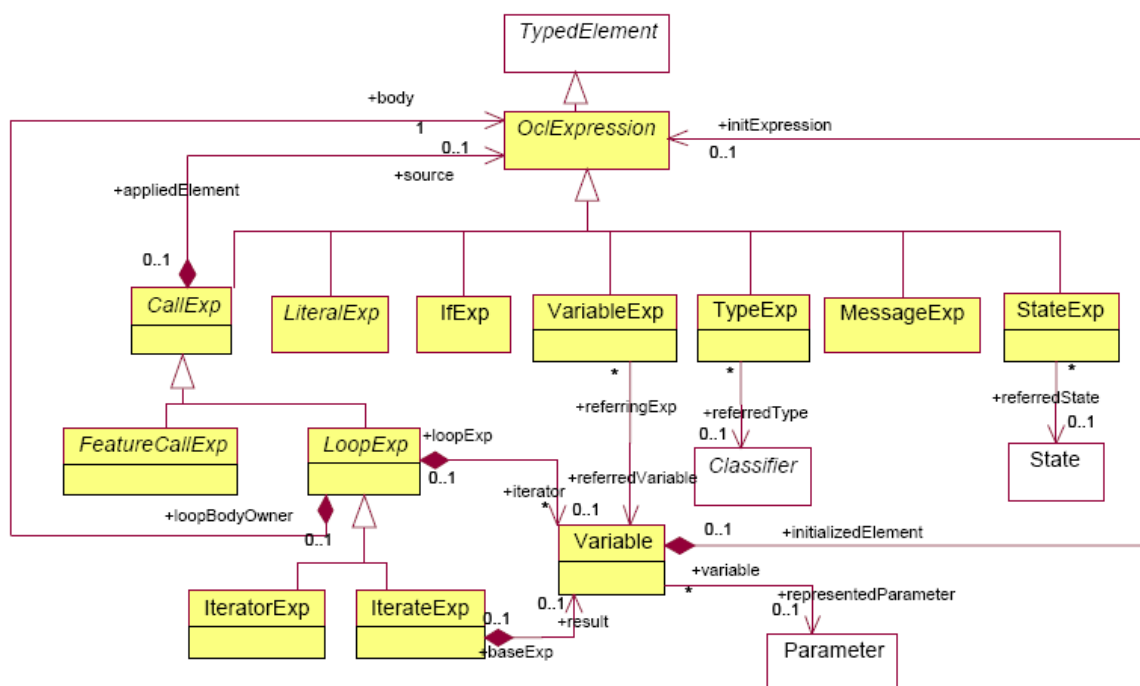 TypedElement
+body
1
OclExpression
+initExpression
0..1
0..1
+source
+appliedElement
0..1
CallExp
LiteralExp
IfExp
VariableExp
TypeExp
MessageExp
StateExp
*
*
*
+referringExp
+referredType
+referredState
0..1
0..1
FeatureCallExp
LoopExp
+loopExp
Classifier
State
0..1
+iterator
+referredVariable
*
0..1
+loopBodyOwner
0..1
Variable
0..1
+initializedElement
+variable
*
+representedParameter
0..1
IteratorExp
IterateExp
0..1
0..1
+result
+baseExp
Parameter